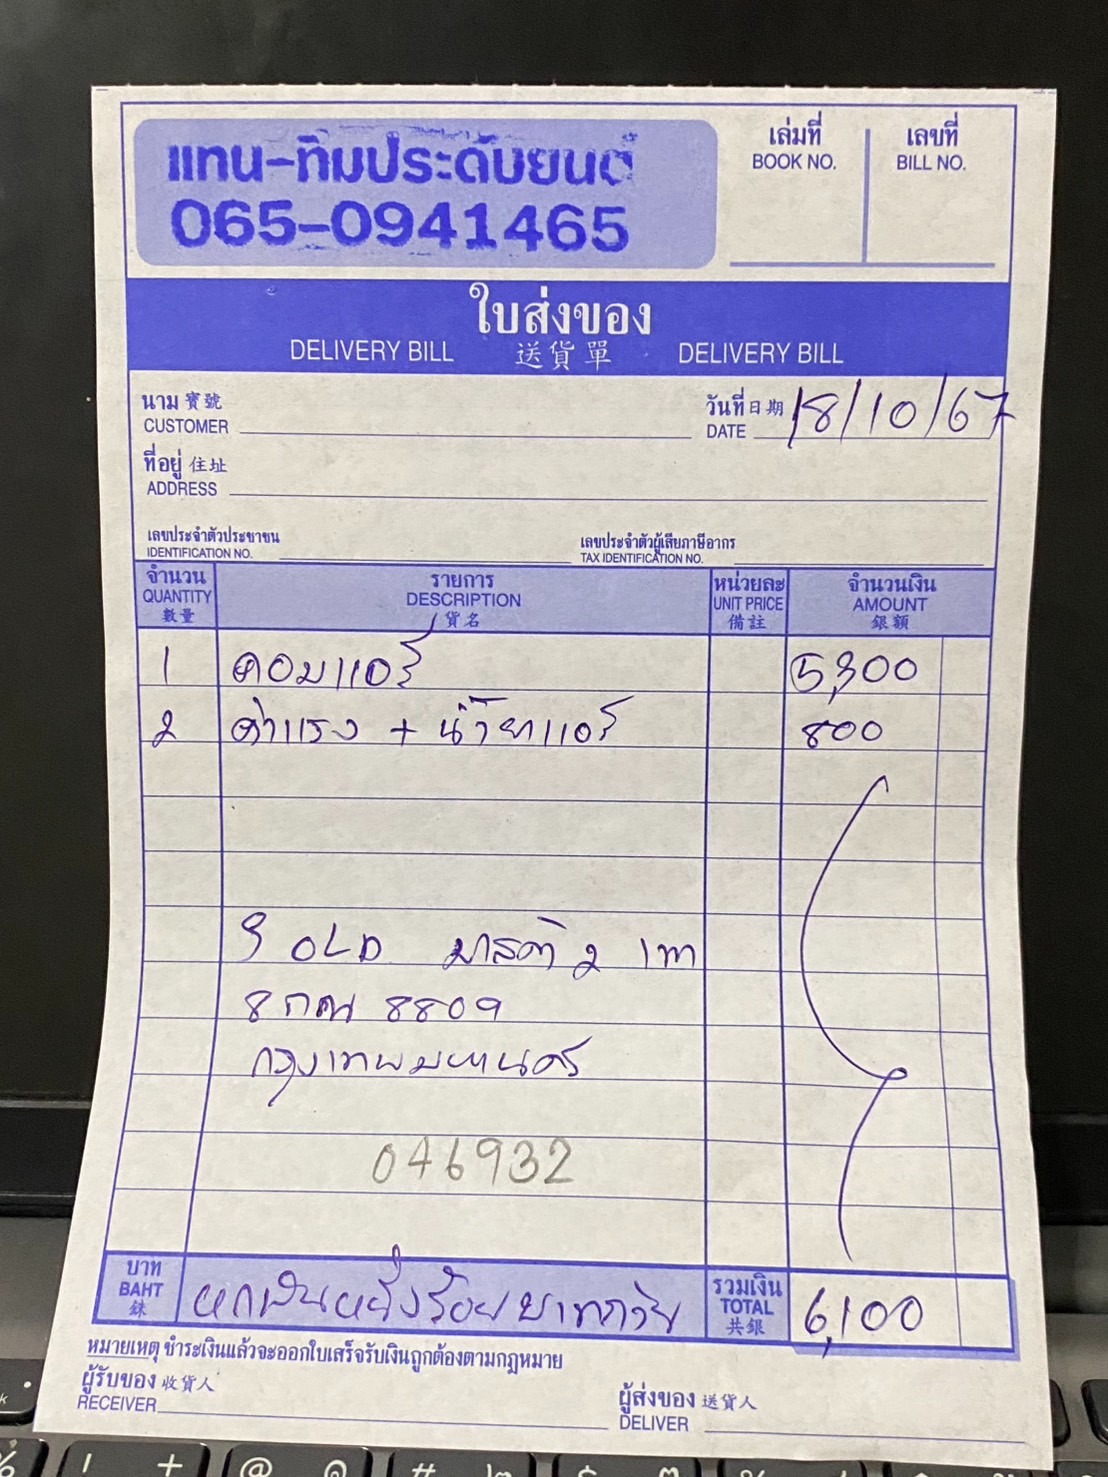 แทน-ทิมประดับยนต์
065-0941465
เล่มที่
BOOK NO.
เลขที่
BILL NO.
ใบส่งของ
DELIVERY BILL 送貨單 DELIVERY BILL
นาม 寶號
CUSTOMER
วันที่ 日期 18/10/67
DATE
ที่อยู่ 住址
ADDRESS
เลขประจำตัวประชาชน
IDENTIFICATION NO.
เลขประจำตัวผู้เสียภาษีอากร
TAX IDENTIFICATION NO.
จำนวน รายการ หน่วยละ จำนวนเงิน
QUANTITY DESCRIPTION UNIT PRICE AMOUNT
數量 貨名 備註 銀額
1 คอมแอร์ 5,300
2 ค่าแรง + น้ำยาแอร์ 800
OLD มาสด้า 2 เทา
8กณ 8809
กรุงเทพมหานคร
046932
บาท
BAHT
銖
หกพันหนึ่งร้อยบาทถ้วน
รวมเงิน
TOTAL
共銀
6,100
หมายเหตุ ชำระเงินแล้วจะออกใบเสร็จรับเงินถูกต้องตามกฎหมาย
ผู้รับของ 收貨人
RECEIVER
ผู้ส่งของ 送貨人
DELIVER